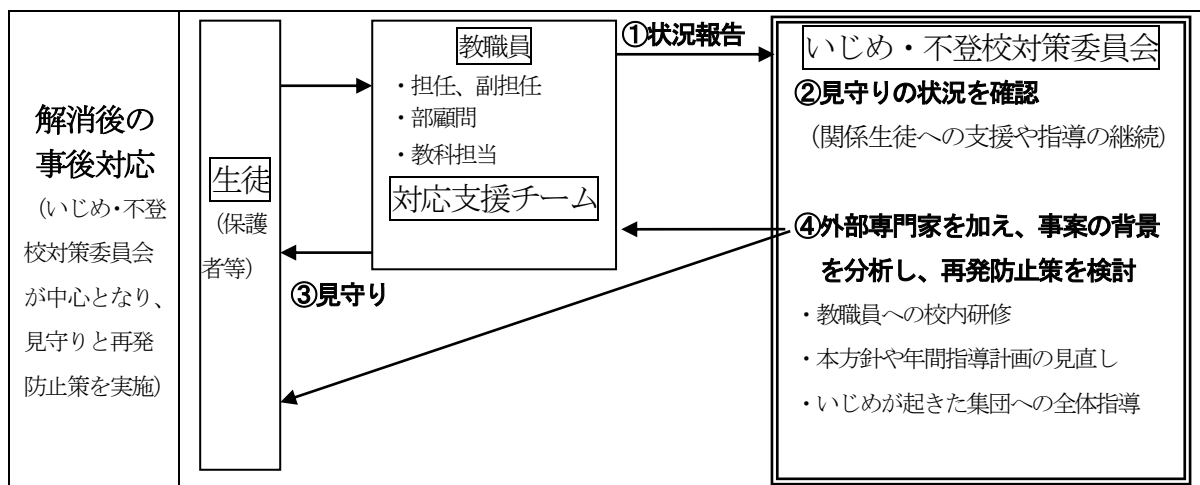 解消後の
事後対応
（いじめ・不登
校対策委員会
が中心となり、
見守りと再発
防止策を実施）
生徒
（保護
者等）
教職員
・担任、副担任
・部顧問
・教科担当
対応支援チーム
①状況報告
③見守り
いじめ・不登校対策委員会
②見守りの状況を確認
（関係生徒への支援や指導の継続）
④外部専門家を加え、事案の背景
を分析し、再発防止策を検討
・教職員への校内研修
・本方針や年間指導計画の見直し
・いじめが起きた集団への全体指導